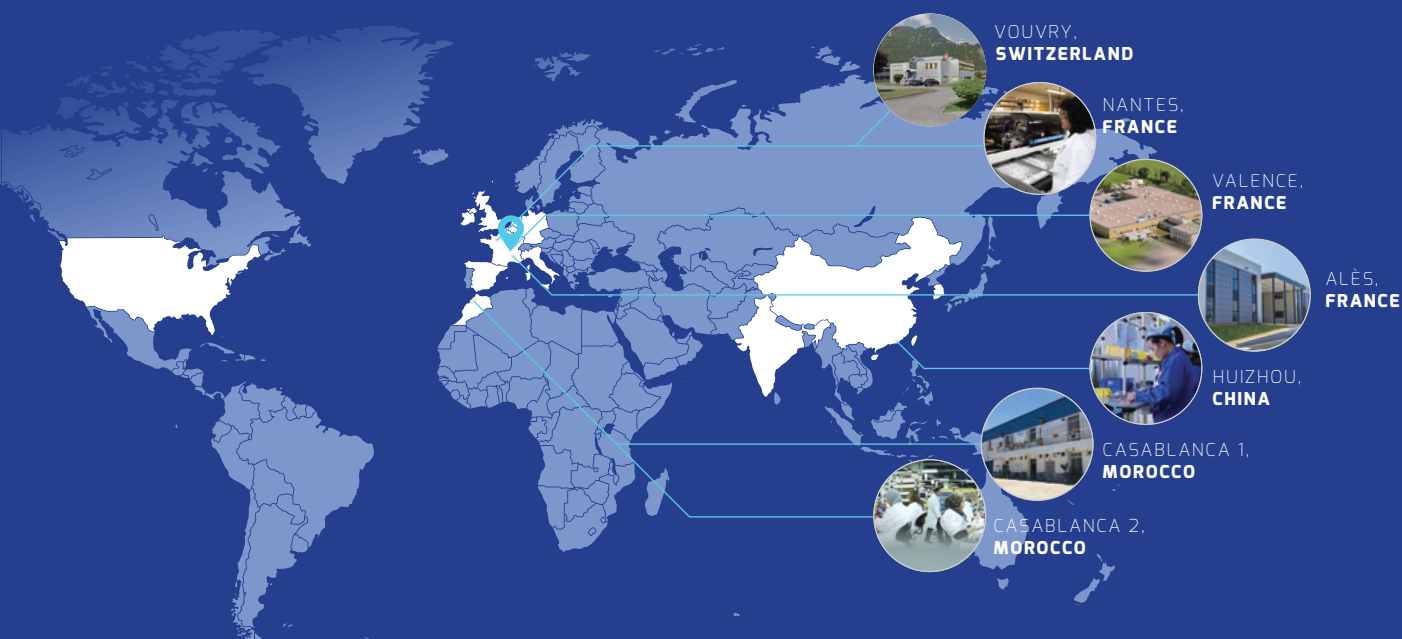 VOUVRY,
SWITZERLAND
NANTES,
FRANCE
VALENCE,
FRANCE
ALÈS,
FRANCE
HUIZHOU,
CHINA
CASABLANCA 1,
MOROCCO
CASABLANCA 2,
MOROCCO